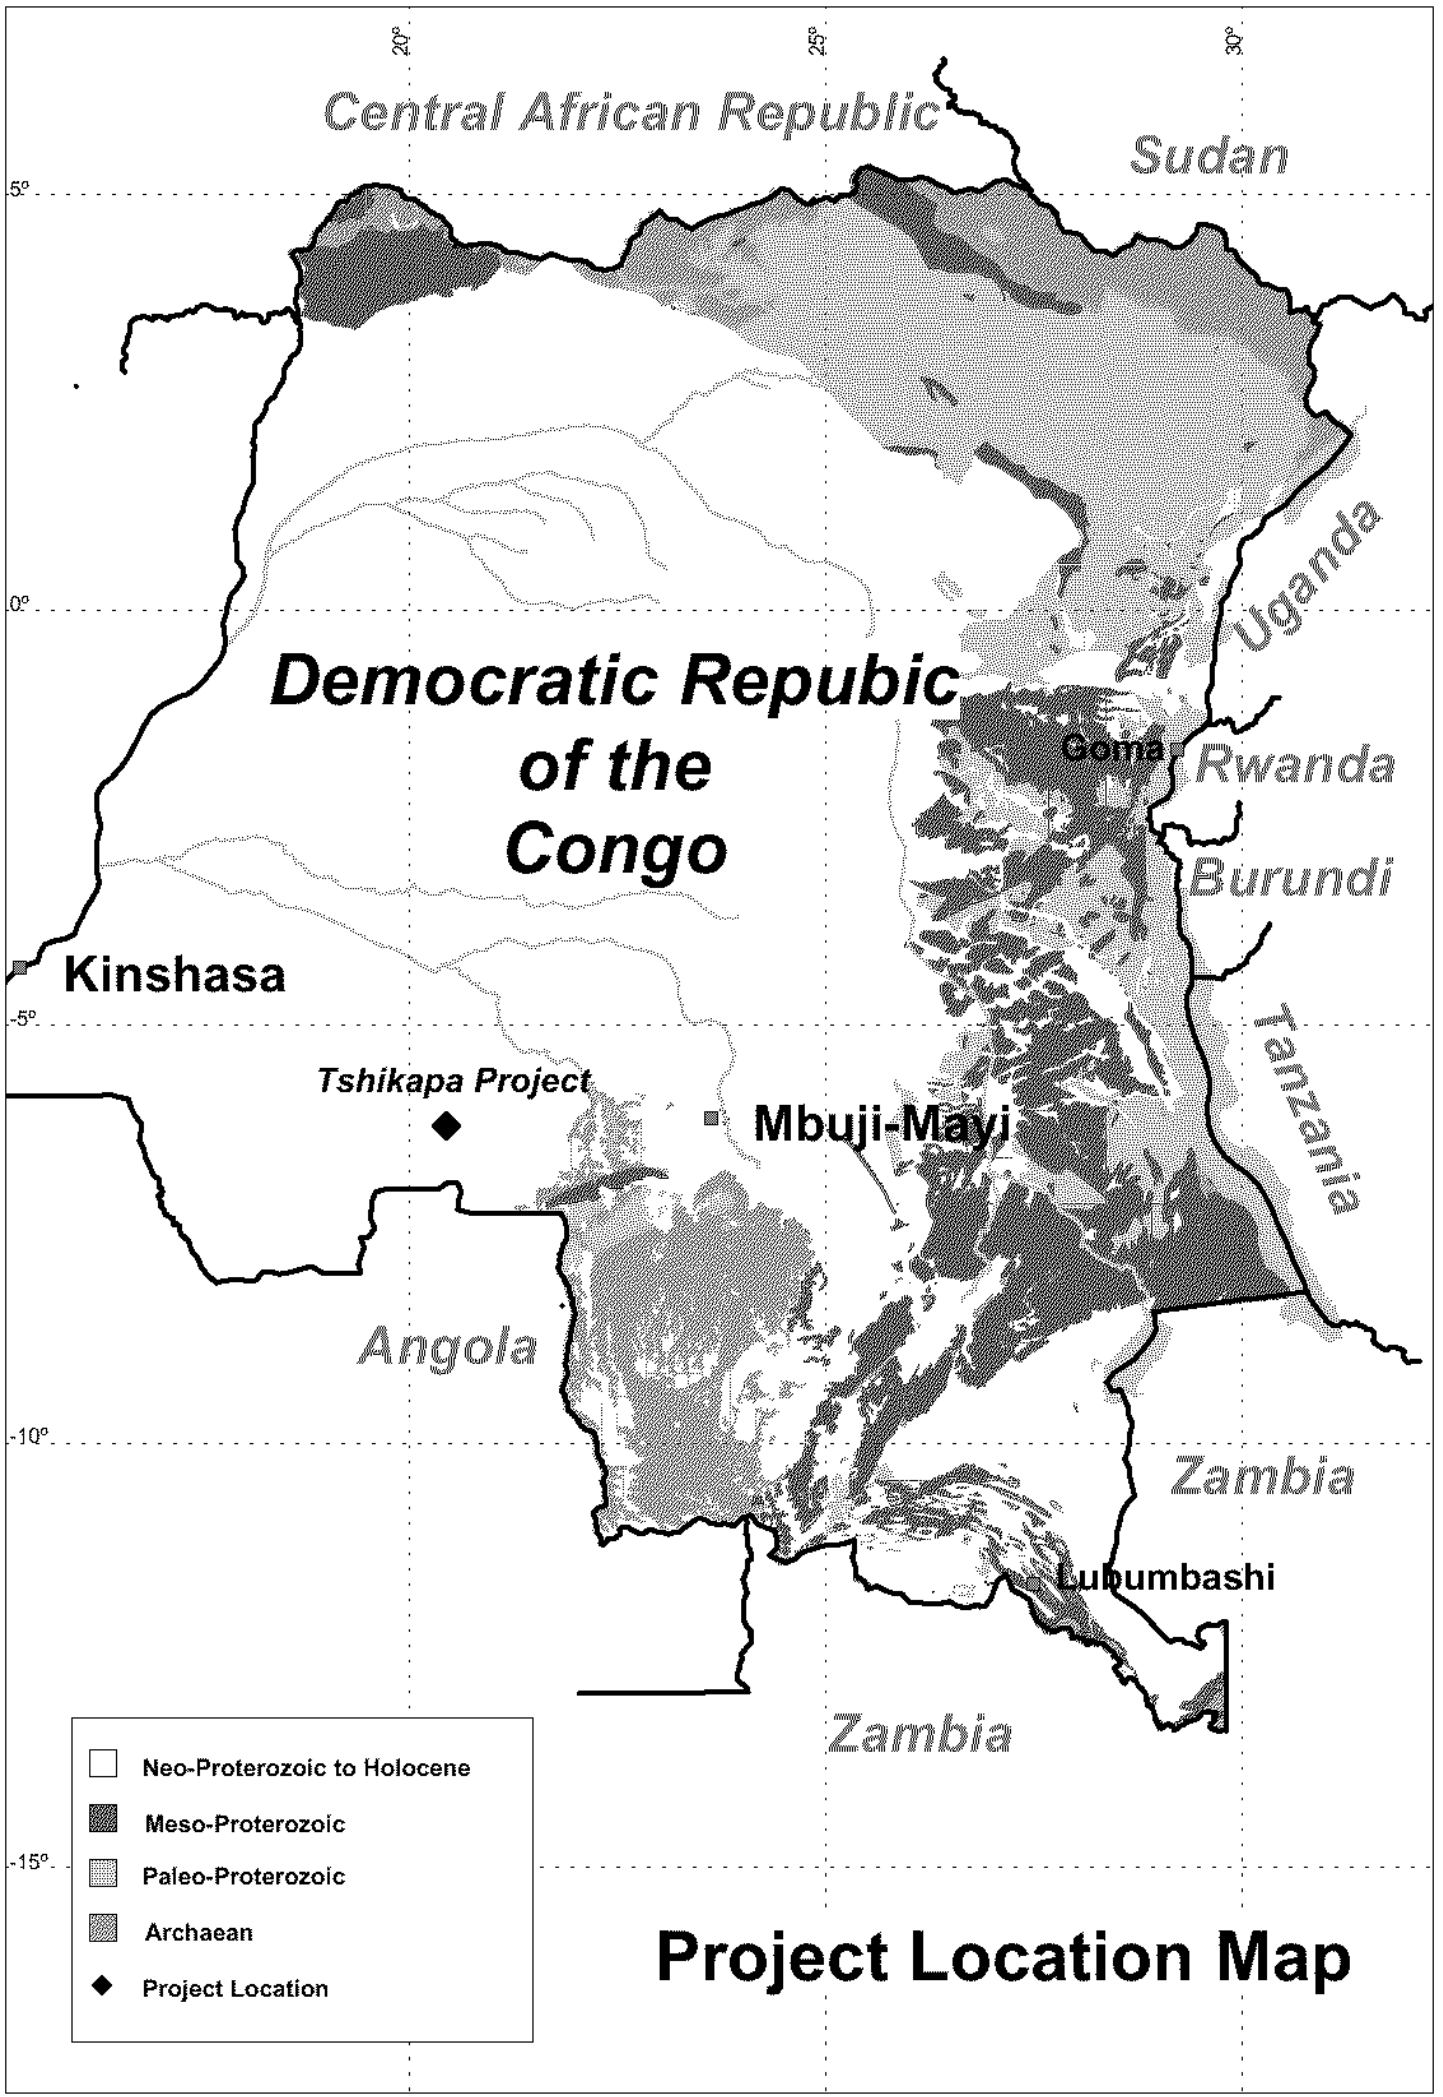 20°
25°
30°
Central African Republic
Sudan
5°
Uganda
0°
Democratic Repubic
of the
Congo
Goma
Rwanda
Burundi
Kinshasa
-5°
Tanzania
Tshikapa Project
Mbuji-Mayi
Angola
-10°
Zambia
Lubumbashi
Zambia
Neo-Proterozoic to Holocene
Meso-Proterozoic
-15°
Paleo-Proterozoic
Archaean
Project Location
Project Location Map